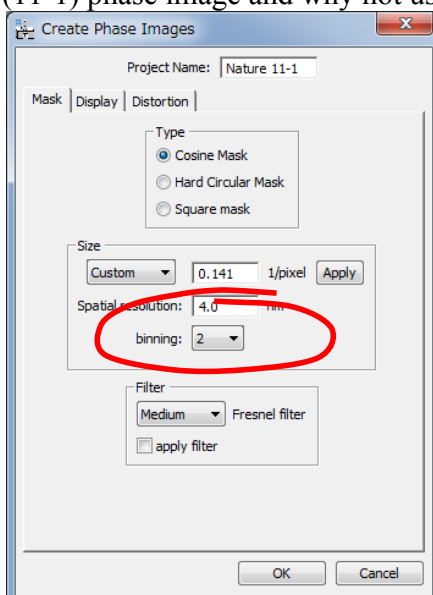 (11-1) phase image and why not as
Create Phase Images
Project Name: Nature 11-1
Mask Display Distortion
Type
Cosine Mask
Hard Circular Mask
Square mask
Size
Custom 0.141 1/pixel Apply
Spatial resolution: 4.0 nm
binning: 2
Filter
Medium Fresnel filter
apply filter
OK Cancel